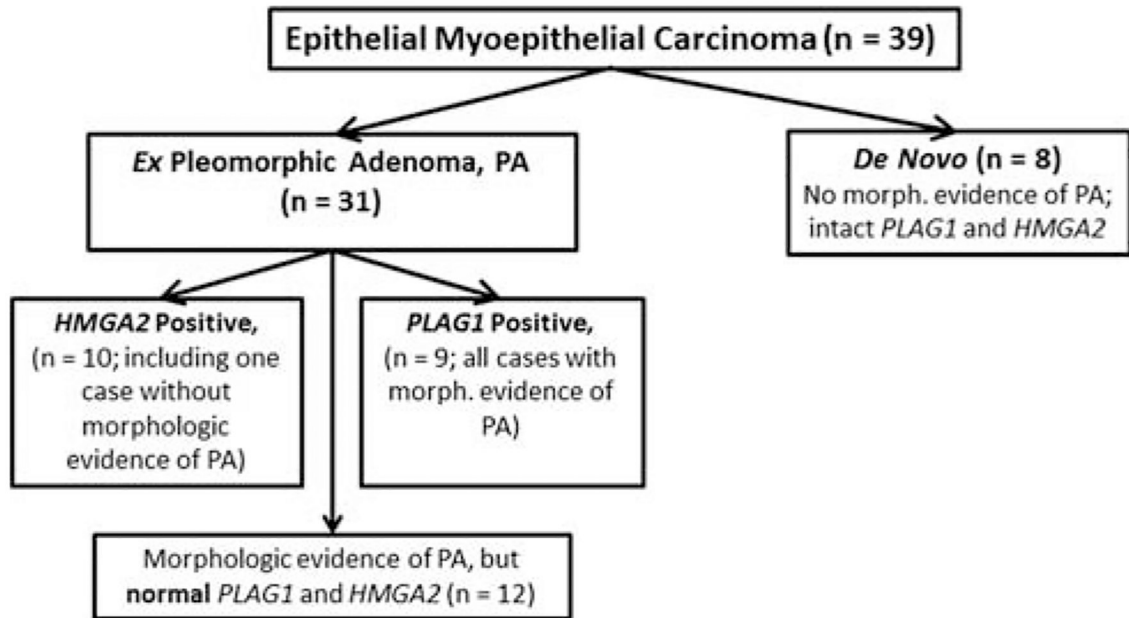 Epithelial Myoepithelial Carcinoma (n = 39)
Ex Pleomorphic Adenoma, PA
(n = 31)
De Novo (n = 8)
No morph. evidence of PA;
intact PLAG1 and HMGA2
HMGA2 Positive,
(n = 10; including one
case without
morphologic
evidence of PA)
PLAG1 Positive,
(n = 9; all cases with
morph. evidence of
PA)
Morphologic evidence of PA, but
normal PLAG1 and HMGA2 (n = 12)